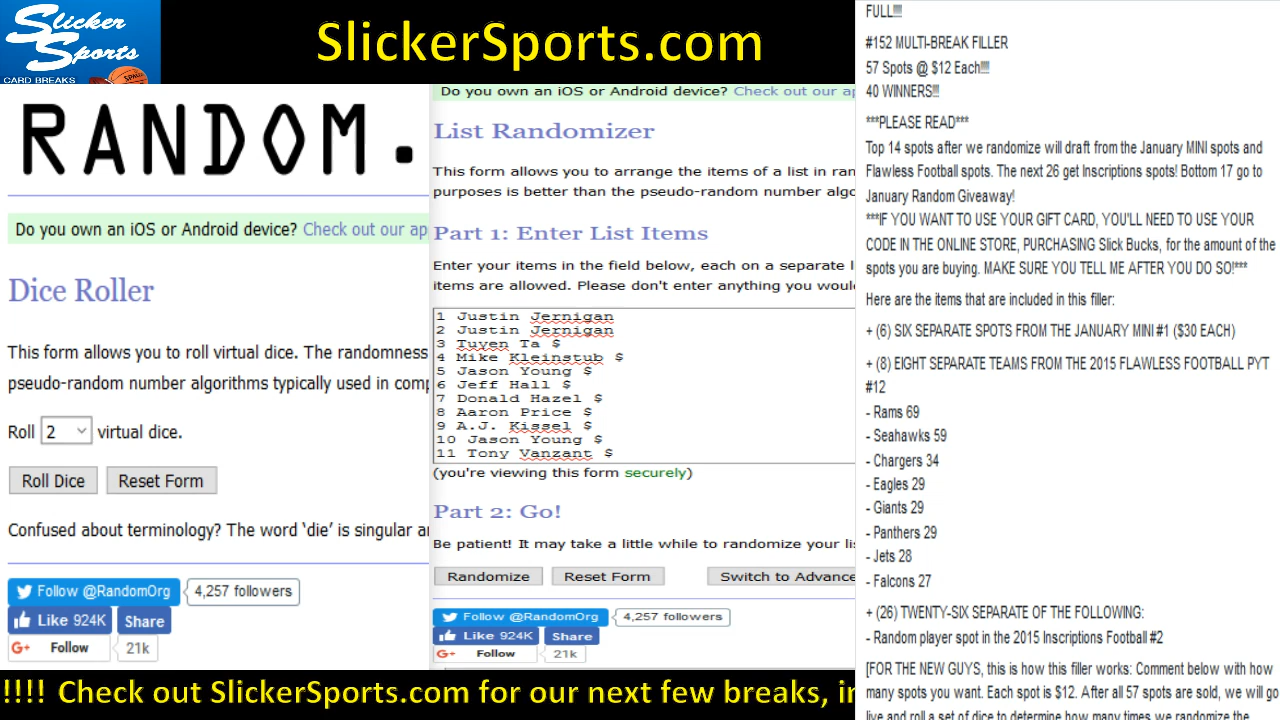 Slicker
Sports
CARD BREAKS
SlickerSports.com
RANDOM.
Do you own an iOS or Android device? Check out our ap
Dice Roller
This form allows you to roll virtual dice. The randomness
pseudo-random number algorithms typically used in comp
Roll 2 virtual dice.
Roll Dice Reset Form
Confused about terminology? The word ‘die’ is singular an
Follow @RandomOrg 4,257 followers
Like 924K Share
G+ Follow 21k
Do you own an iOS or Android device? Check out our ap
List Randomizer
This form allows you to arrange the items of a list in ran
purposes is better than the pseudo-random number algo
Part 1: Enter List Items
Enter your items in the field below, each on a separate l
items are allowed. Please don't enter anything you would
1 Justin Jernigan
2 Justin Jernigan
3 Tuyen Ta $
4 Mike Kleinstub $
5 Jason Young $
6 Jeff Hall $
7 Donald Hazel $
8 Aaron Price $
9 A.J. Kissel $
10 Jason Young $
11 Tony Vanzant $
(you're viewing this form securely)
Part 2: Go!
Be patient! It may take a little while to randomize your lis
Randomize Reset Form Switch to Advance
Follow @RandomOrg 4,257 followers
Like 924K Share
G+ Follow 21k
FULL!!!!
#152 MULTI-BREAK FILLER
57 Spots @ $12 Each!!!!
40 WINNERS!!!!
***PLEASE READ***
Top 14 spots after we randomize will draft from the January MINI spots and
Flawless Football spots. The next 26 get Inscriptions spots! Bottom 17 go to
January Random Giveaway!
***IF YOU WANT TO USE YOUR GIFT CARD, YOU'LL NEED TO USE YOUR
CODE IN THE ONLINE STORE, PURCHASING Slick Bucks, for the amount of the
spots you are buying. MAKE SURE YOU TELL ME AFTER YOU DO SO!***
Here are the items that are included in this filler:
+ (6) SIX SEPARATE SPOTS FROM THE JANUARY MINI #1 ($30 EACH)
+ (8) EIGHT SEPARATE TEAMS FROM THE 2015 FLAWLESS FOOTBALL PYT
#12
- Rams 69
- Seahawks 59
- Chargers 34
- Eagles 29
- Giants 29
- Panthers 29
- Jets 28
- Falcons 27
+ (26) TWENTY-SIX SEPARATE OF THE FOLLOWING:
- Random player spot in the 2015 Inscriptions Football #2
[FOR THE NEW GUYS, this is how this filler works: Comment below with how
many spots you want. Each spot is $12. After all 57 spots are sold, we will go
live and roll a set of dice to determine how many times we randomize the
!!!! Check out SlickerSports.com for our next few breaks, in